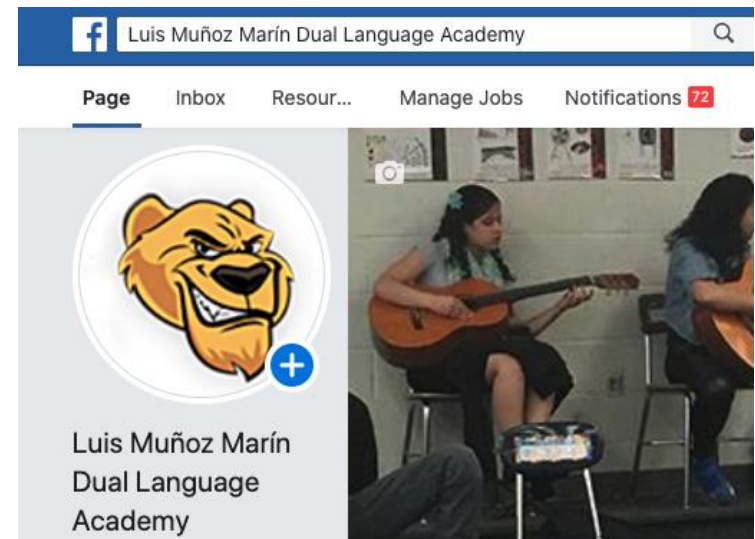 f Luis Muñoz Marín Dual Language Academy
Page Inbox Resour... Manage Jobs Notifications 72
Luis Muñoz Marín
Dual Language
Academy